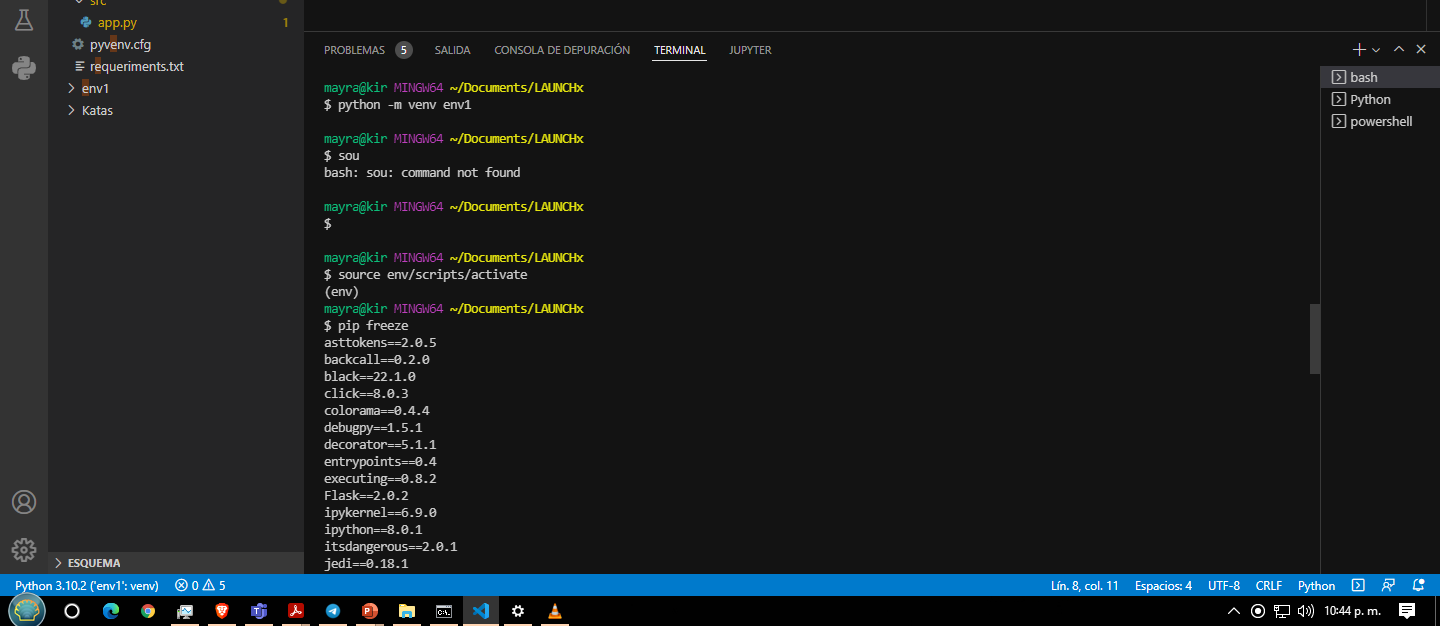 src
app.py 1
pyvenv.cfg
requeriments.txt
env1
Katas
ESQUEMA
PROBLEMAS 5 SALIDA CONSOLA DE DEPURACIÓN TERMINAL JUPYTER
mayra@kir MINGW64 ~/Documents/LAUNCHx
$ python -m venv env1
mayra@kir MINGW64 ~/Documents/LAUNCHx
$ sou
bash: sou: command not found
mayra@kir MINGW64 ~/Documents/LAUNCHx
$
mayra@kir MINGW64 ~/Documents/LAUNCHx
$ source env/scripts/activate
(env)
mayra@kir MINGW64 ~/Documents/LAUNCHx
$ pip freeze
asttokens==2.0.5
backcall==0.2.0
black==22.1.0
click==8.0.3
colorama==0.4.4
debugpy==1.5.1
decorator==5.1.1
entrypoints==0.4
executing==0.8.2
Flask==2.0.2
ipykernel==6.9.0
ipython==8.0.1
itsdangerous==2.0.1
jedi==0.18.1
bash
Python
powershell
Python 3.10.2 ('env1': venv) 0 5 Lín. 8, col. 11 Espacios: 4 UTF-8 CRLF Python
10:44 p. m.